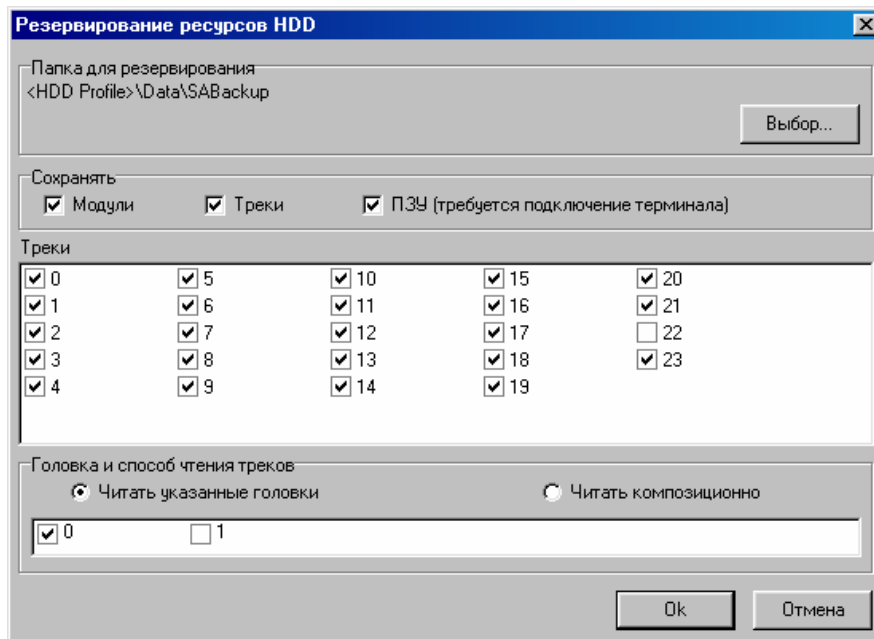 Резервирование ресурсов HDD
Папка для резервирования
<HDD Profile>\Data\SABackup
Выбор...
Сохранять
Модули Треки ПЗУ (требуется подключение терминала)
Треки
0 5 10 15 20
1 6 11 16 21
2 7 12 17 22
3 8 13 18 23
4 9 14 19
Головка и способ чтения треков
Читать указанные головки Читать композиционно
0 1
Ok Отмена